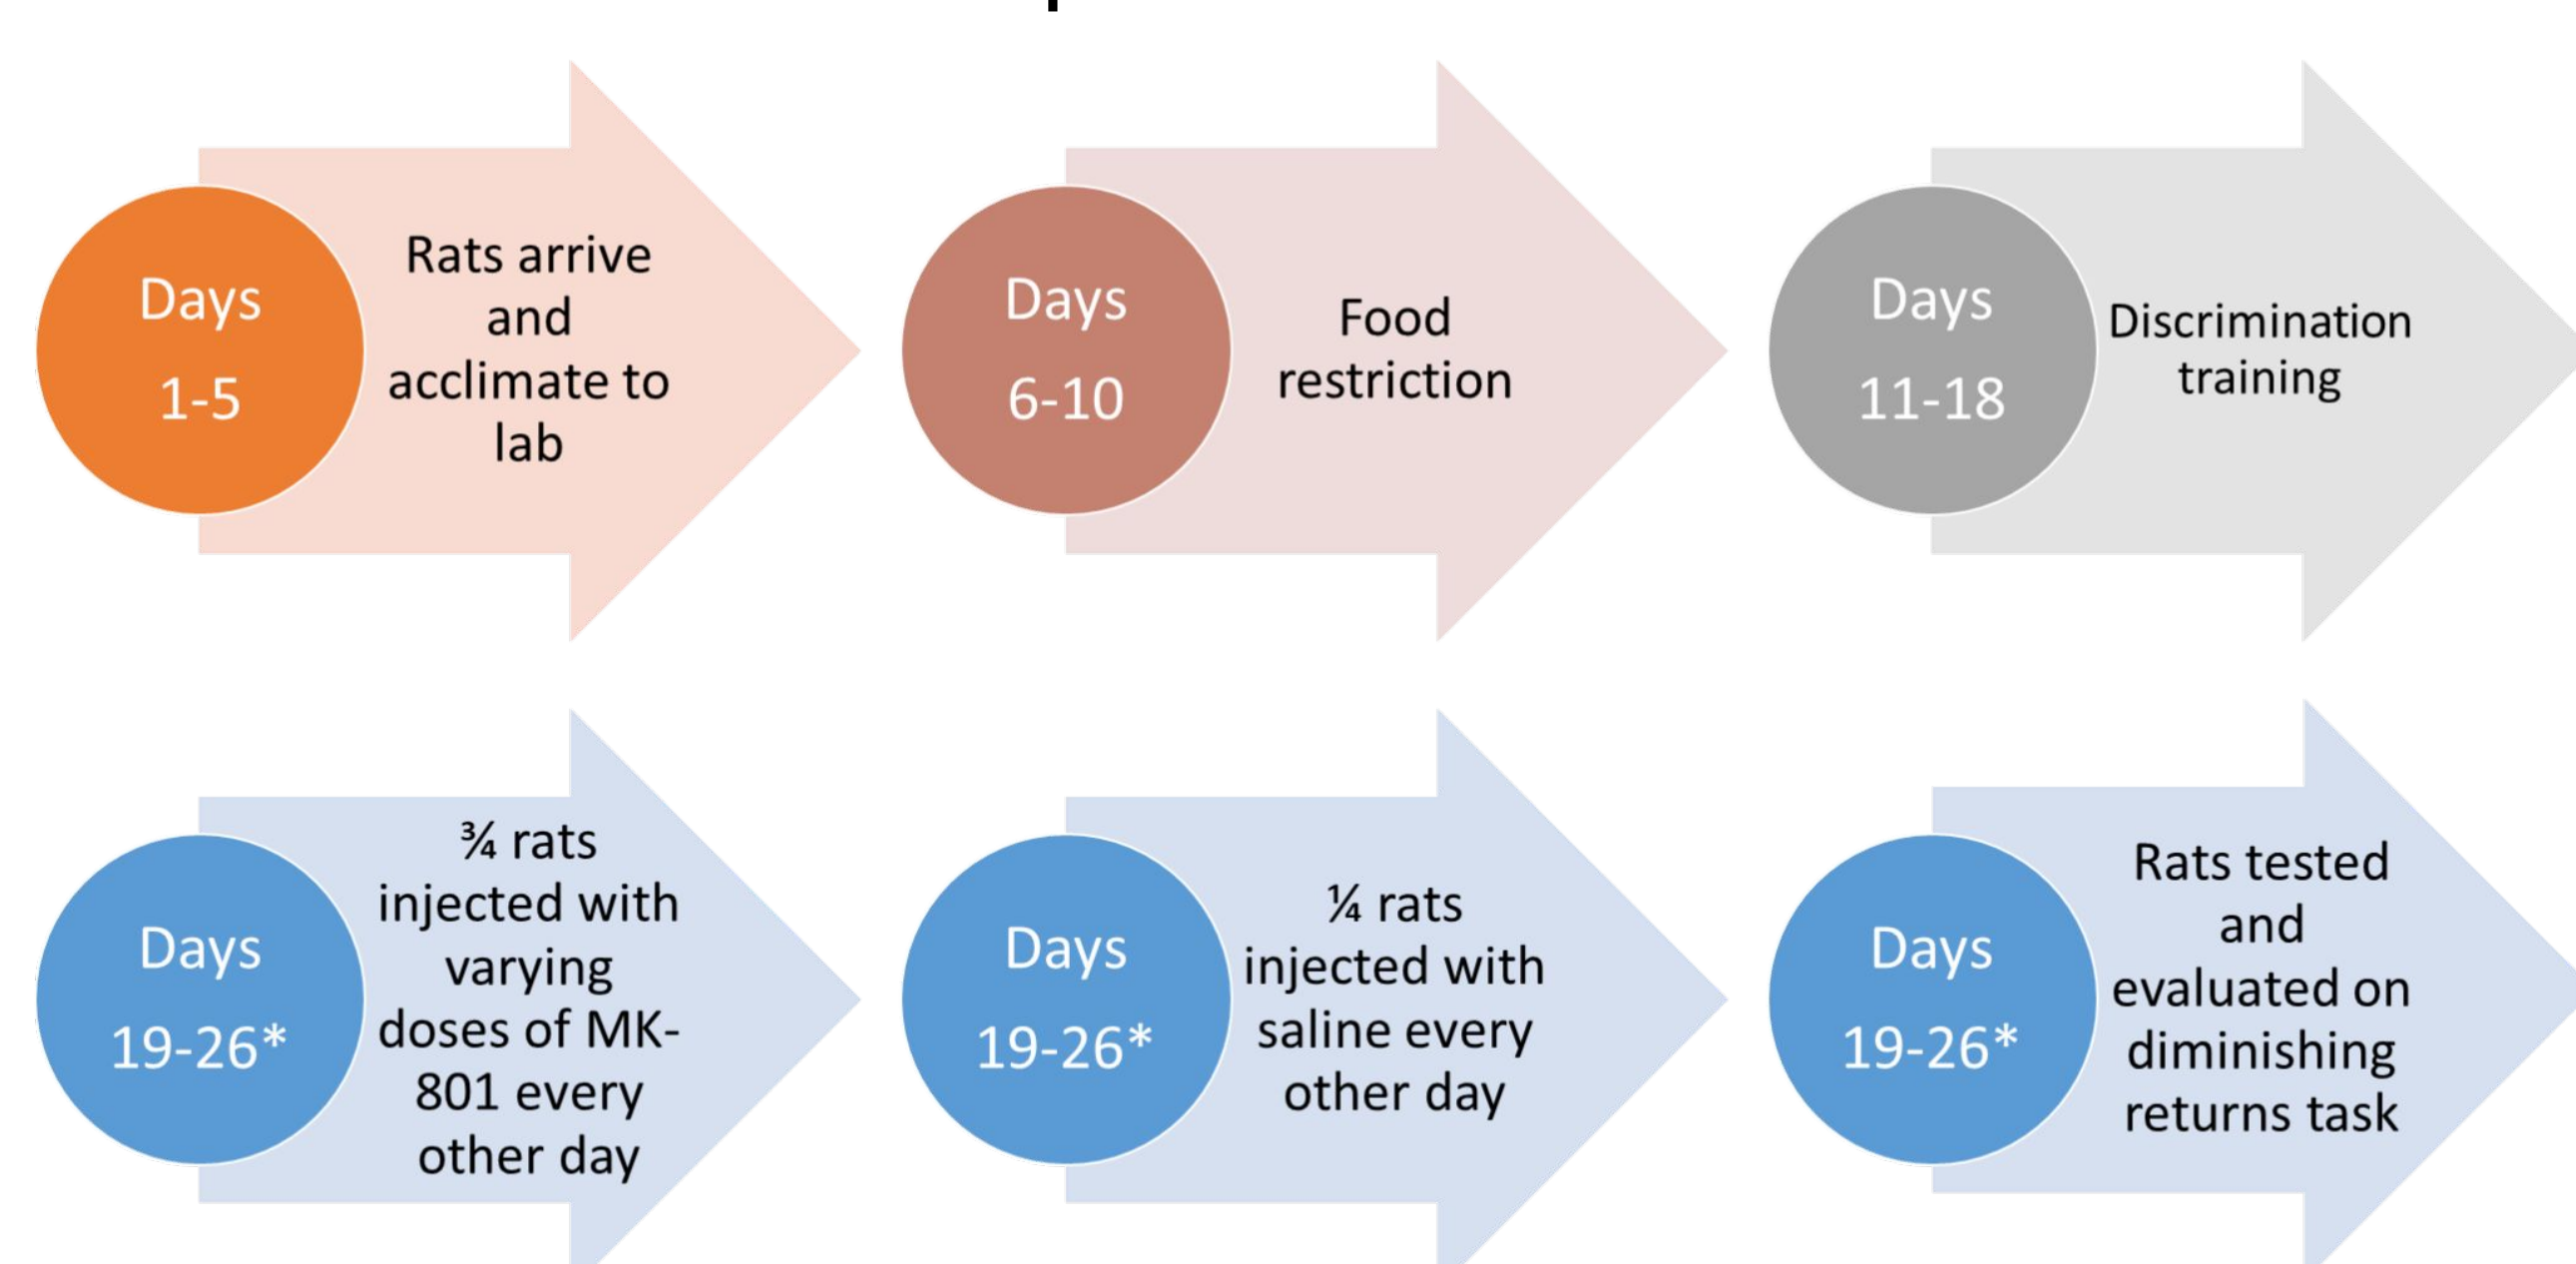 Days
1-5
Rats arrive
and
acclimate to
lab
Days
6-10
Food
restriction
Days
11-18
Discrimination
training
Days
19-26*
¾ rats
injected with
varying
doses of MK-
801 every
other day
Days
19-26*
¼ rats
injected with
saline every
other day
Days
19-26*
Rats tested
and
evaluated on
diminishing
returns task